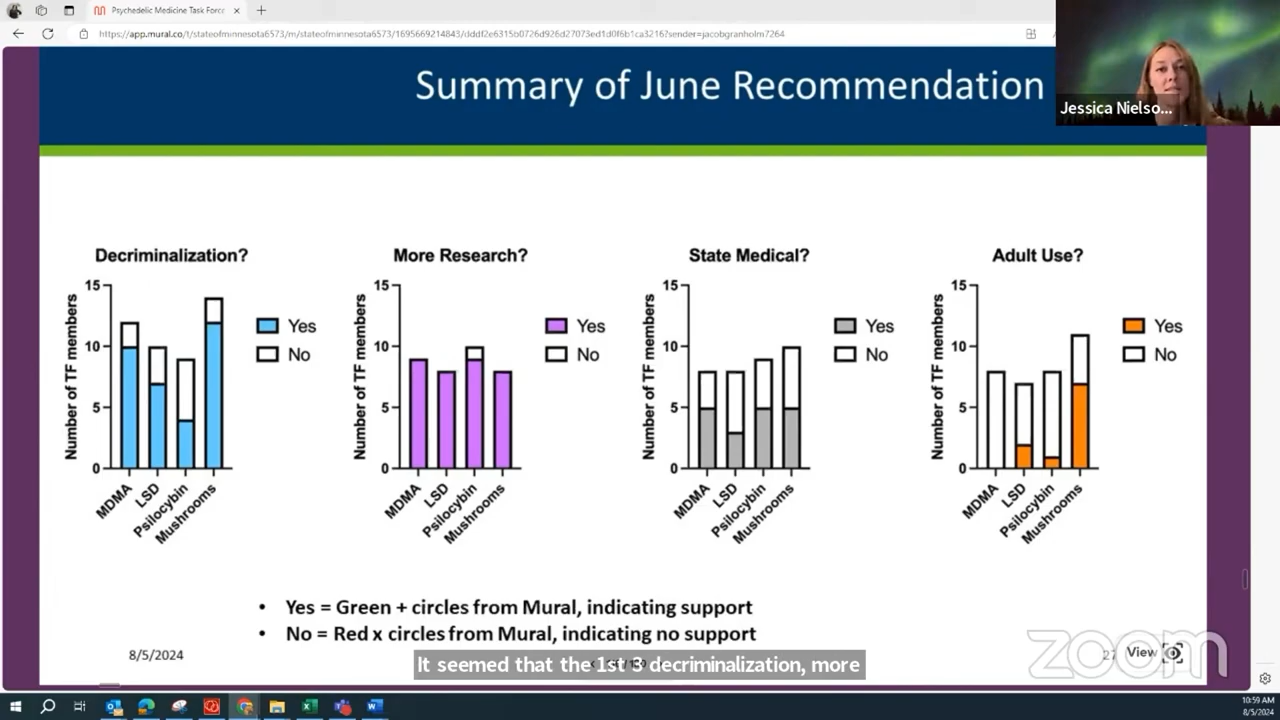 Psychedelic Medicine Task Force
https://app.mural.co/t/stateofminnesota6573/m/stateofminnesota6573/1695669214843/dddf2e6315b0726d926d27073ed1d0f6b1ca3216?sender=jacobgranholm7264
Jessica Nielso...
Summary of June Recommendation
Decriminalization?
Number of TF members
15
10
5
0
MDMA
LSD
Psilocybin
Mushrooms
Yes
No
More Research?
Number of TF members
15
10
5
0
MDMA
LSD
Psilocybin
Mushrooms
Yes
No
State Medical?
Number of TF members
15
10
5
0
MDMA
LSD
Psilocybin
Mushrooms
Yes
No
Adult Use?
Number of TF members
15
10
5
0
MDMA
LSD
Psilocybin
Mushrooms
Yes
No
• Yes = Green + circles from Mural, indicating support
• No = Red x circles from Mural, indicating no support
8/5/2024
It seemed that the 1st 3 decriminalization, more
zoom
View
10:59 AM
8/5/2024